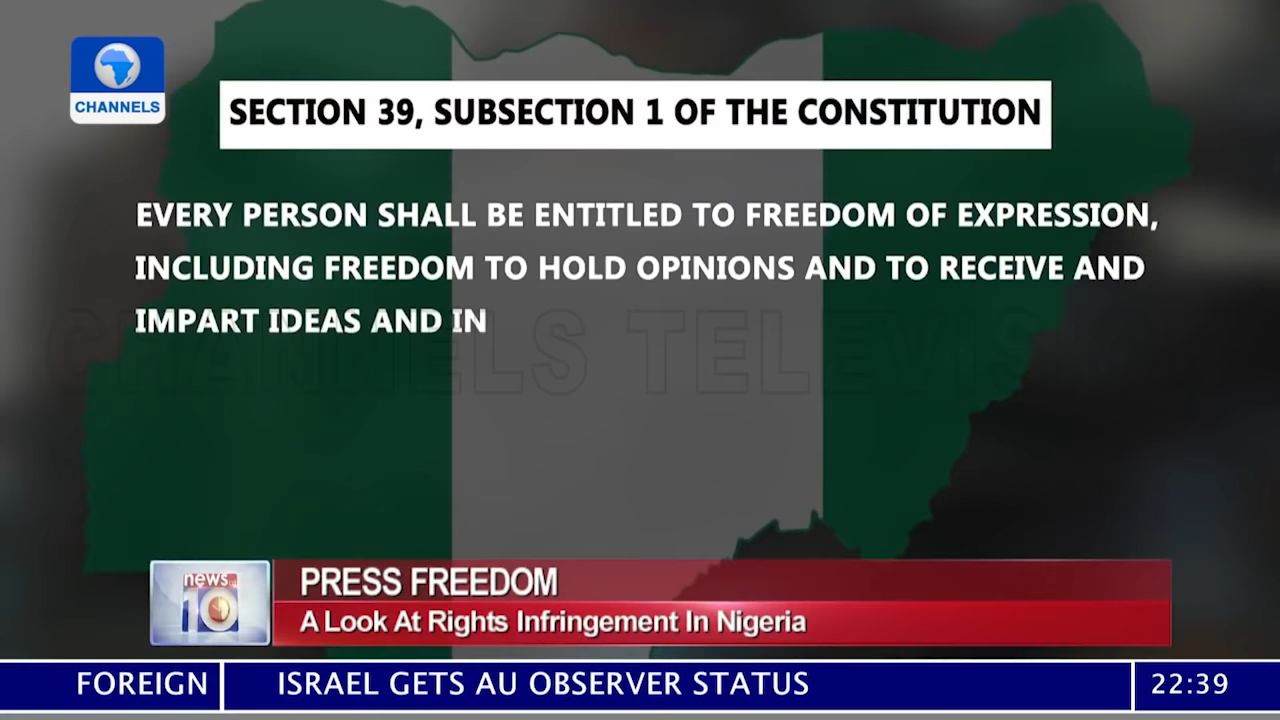 CHANNELS
SECTION 39, SUBSECTION 1 OF THE CONSTITUTION
EVERY PERSON SHALL BE ENTITLED TO FREEDOM OF EXPRESSION,
INCLUDING FREEDOM TO HOLD OPINIONS AND TO RECEIVE AND
IMPART IDEAS AND IN
CHANNELS TELEVIS
news
10
PRESS FREEDOM
A Look At Rights Infringement In Nigeria
FOREIGN
ISRAEL GETS AU OBSERVER STATUS
22:39